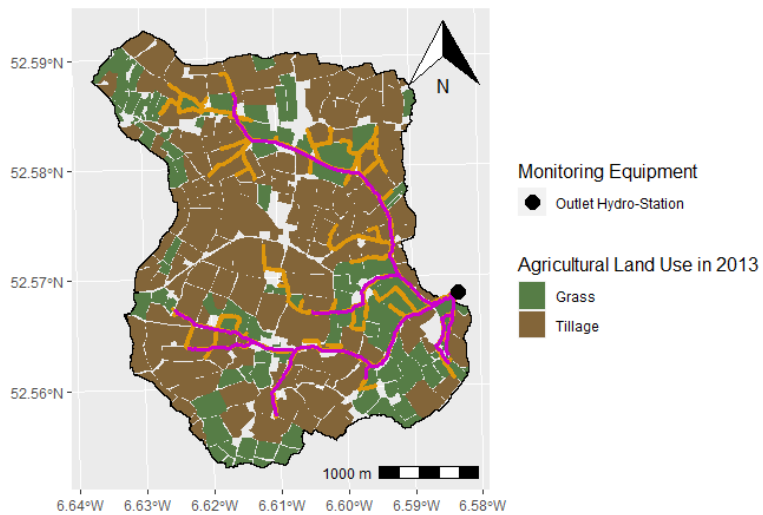 52.59°N
52.58°N
52.57°N
52.56°N
N
1000 m
6.64°W
6.63°W
6.62°W
6.61°W
6.60°W
6.59°W
6.58°W
Monitoring Equipment
Outlet Hydro-Station
Agricultural Land Use in 2013
Grass
Tillage